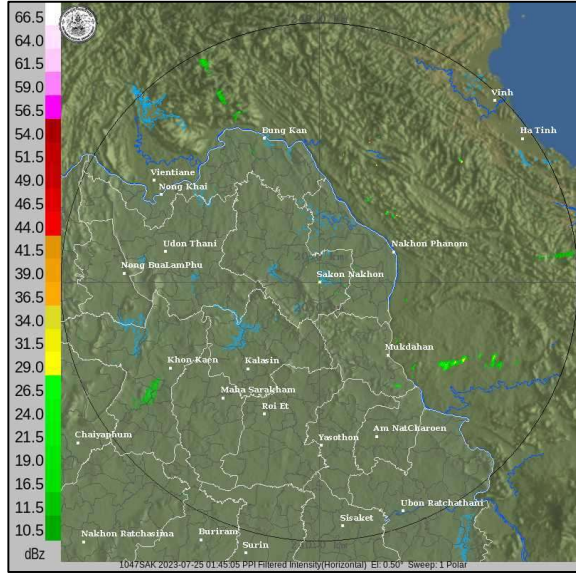 66.5
64.0
61.5
59.0
56.5
54.0
51.5
49.0
46.5
44.0
41.5
39.0
36.5
34.0
31.5
29.0
26.5
24.0
21.5
19.0
16.5
14.0
11.5
10.5
dBz
Vinh
Ha Tinh
Bung Kan
Vientiane
Nong Khai
Udon Thani
Nakhon Phanom
Nong BuaLamPhu
Sakon Nakhon
Mukdahan
Khon Kaen
Kalasin
Maha Sarakham
Roi Et
Chaiyaphum
Yasothon
Am NatCharoen
Ubon Ratchathani
Sisaket
Nakhon Ratchasima
Buriram
Surin
1047SAK 2023-07-25 01:45:05 PPI Filtered Intensity(Horizontal) El: 0.50° Sweep: 1 Polar